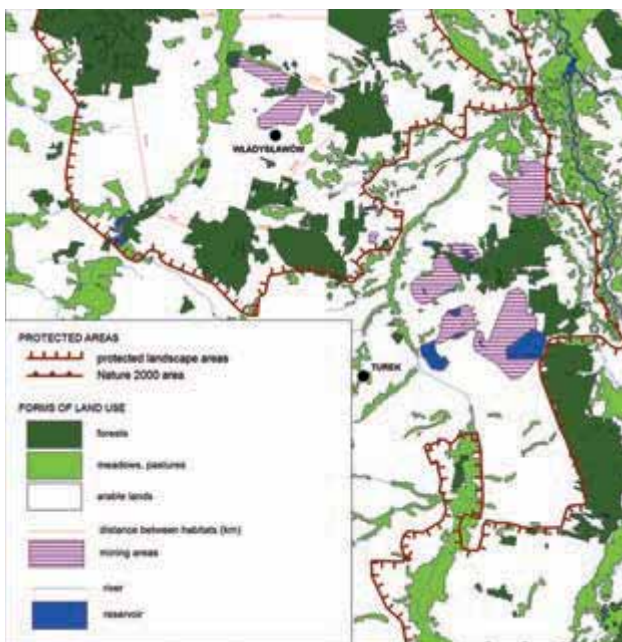 WŁADYSŁAWÓW
TUREK
PROTECTED AREAS
protected landscape areas
Nature 2000 area
FORMS OF LAND USE
forests
meadows, pastures
arable lands
distance between habitats (km)
mining areas
river
reservoir